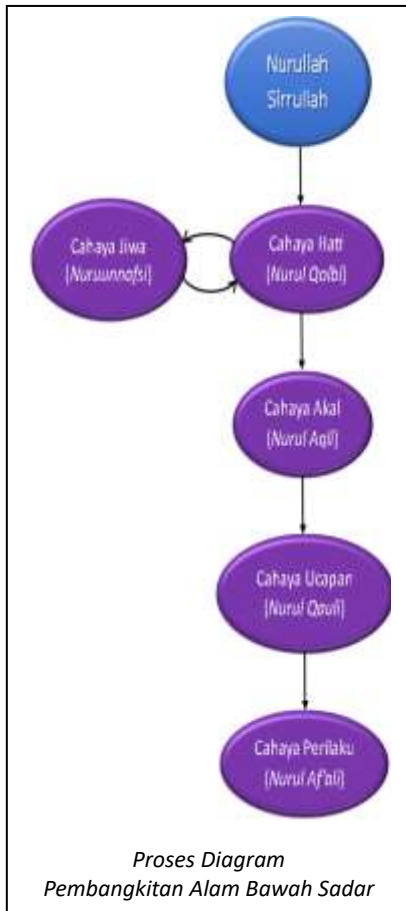 Nurullah
Sirrullah
Cahaya Jiwa
(Nuruunnafsi)
Cahaya Hati
(Nurul Qolbi)
Cahaya Akal
(Nurul Aqli)
Cahaya Ucapan
(Nurul Qauli)
Cahaya Perilaku
(Nurul Af'ali)
Proses Diagram
Pembangkitan Alam Bawah Sadar